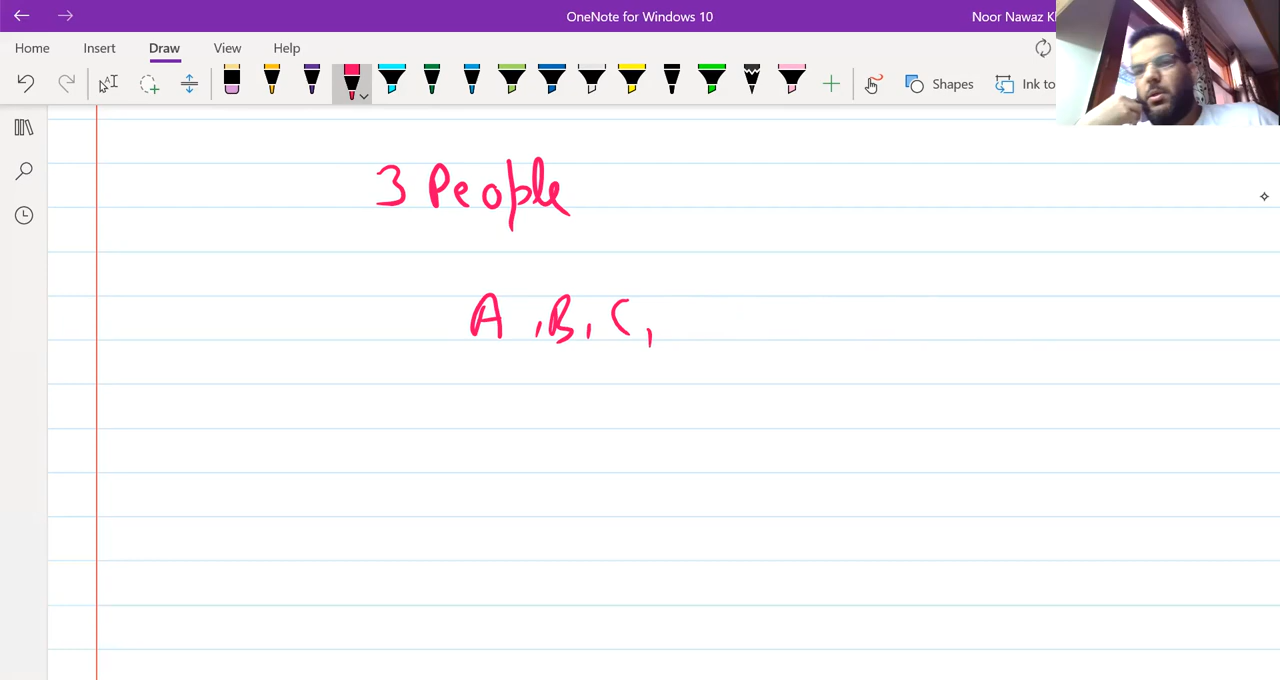 OneNote for Windows 10
Noor Nawaz
Home Insert Draw View Help
Shapes
Ink to
3 People
A , B , C ,